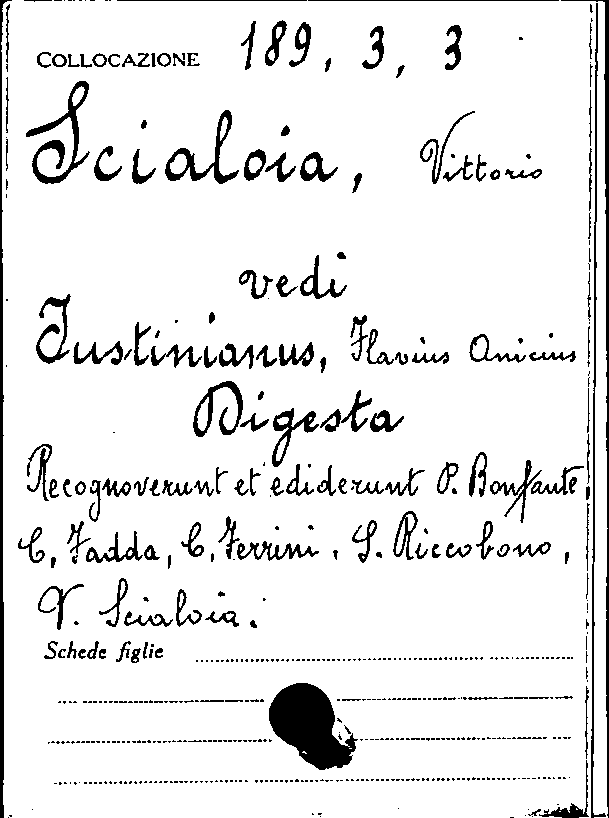 COLLOCAZIONE 189, 3, 3
Scialoia, Vittorio
vedi
Iustinianus, Flavius Anicius
Digesta
Recognoverunt et ediderunt P. Bonfante,
C. Fadda, C. Ferrini, S. Riccobono,
V. Scialoia.
Schede figlie